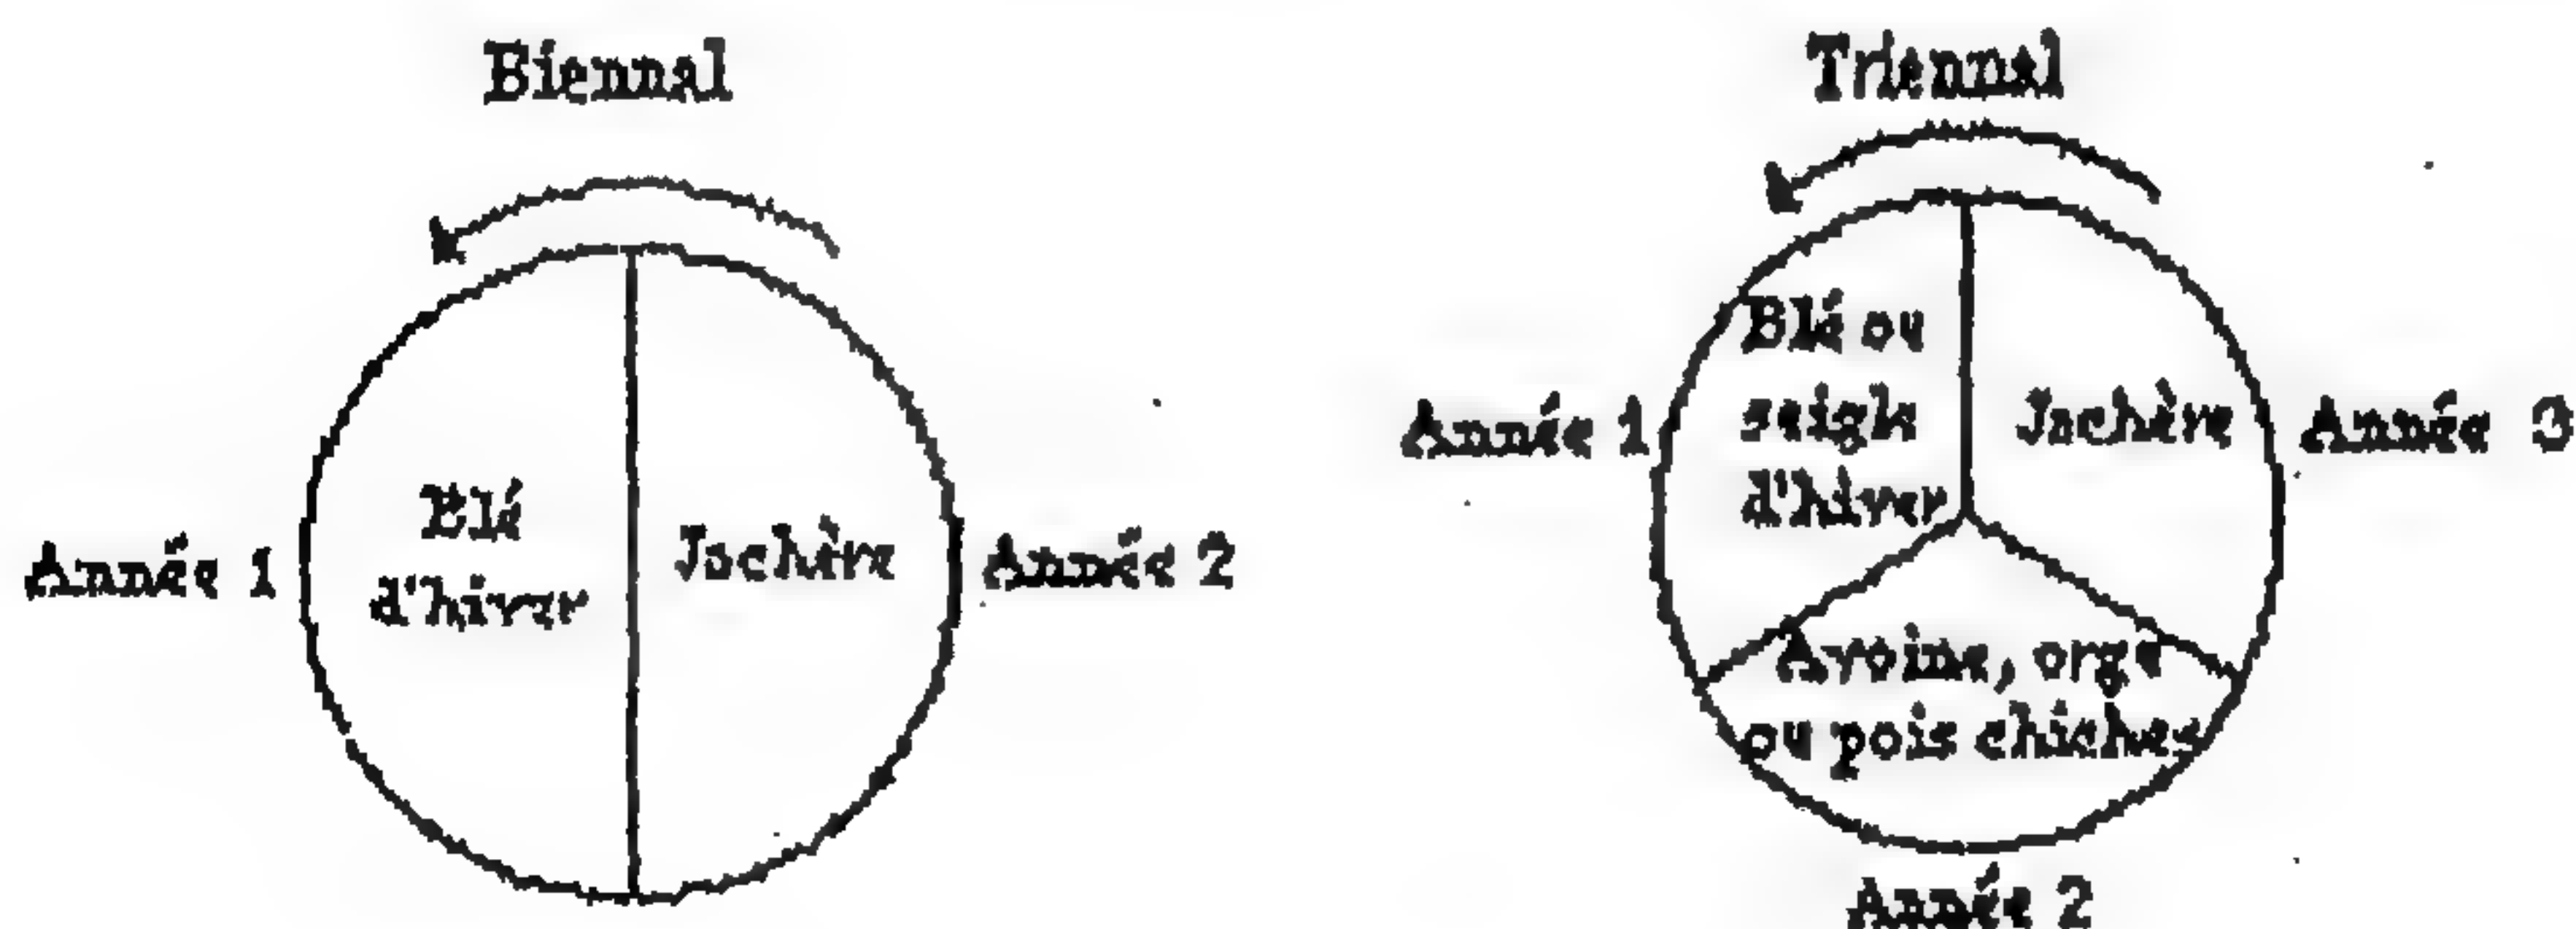 Biennal
Année 1
Blé
d'hiver
Jachère
Année 2
Triennal
Année 1
Blé ou
seigle
d'hiver
Jachère
Année 3
Avoine, orge
ou pois chiches
Année 2